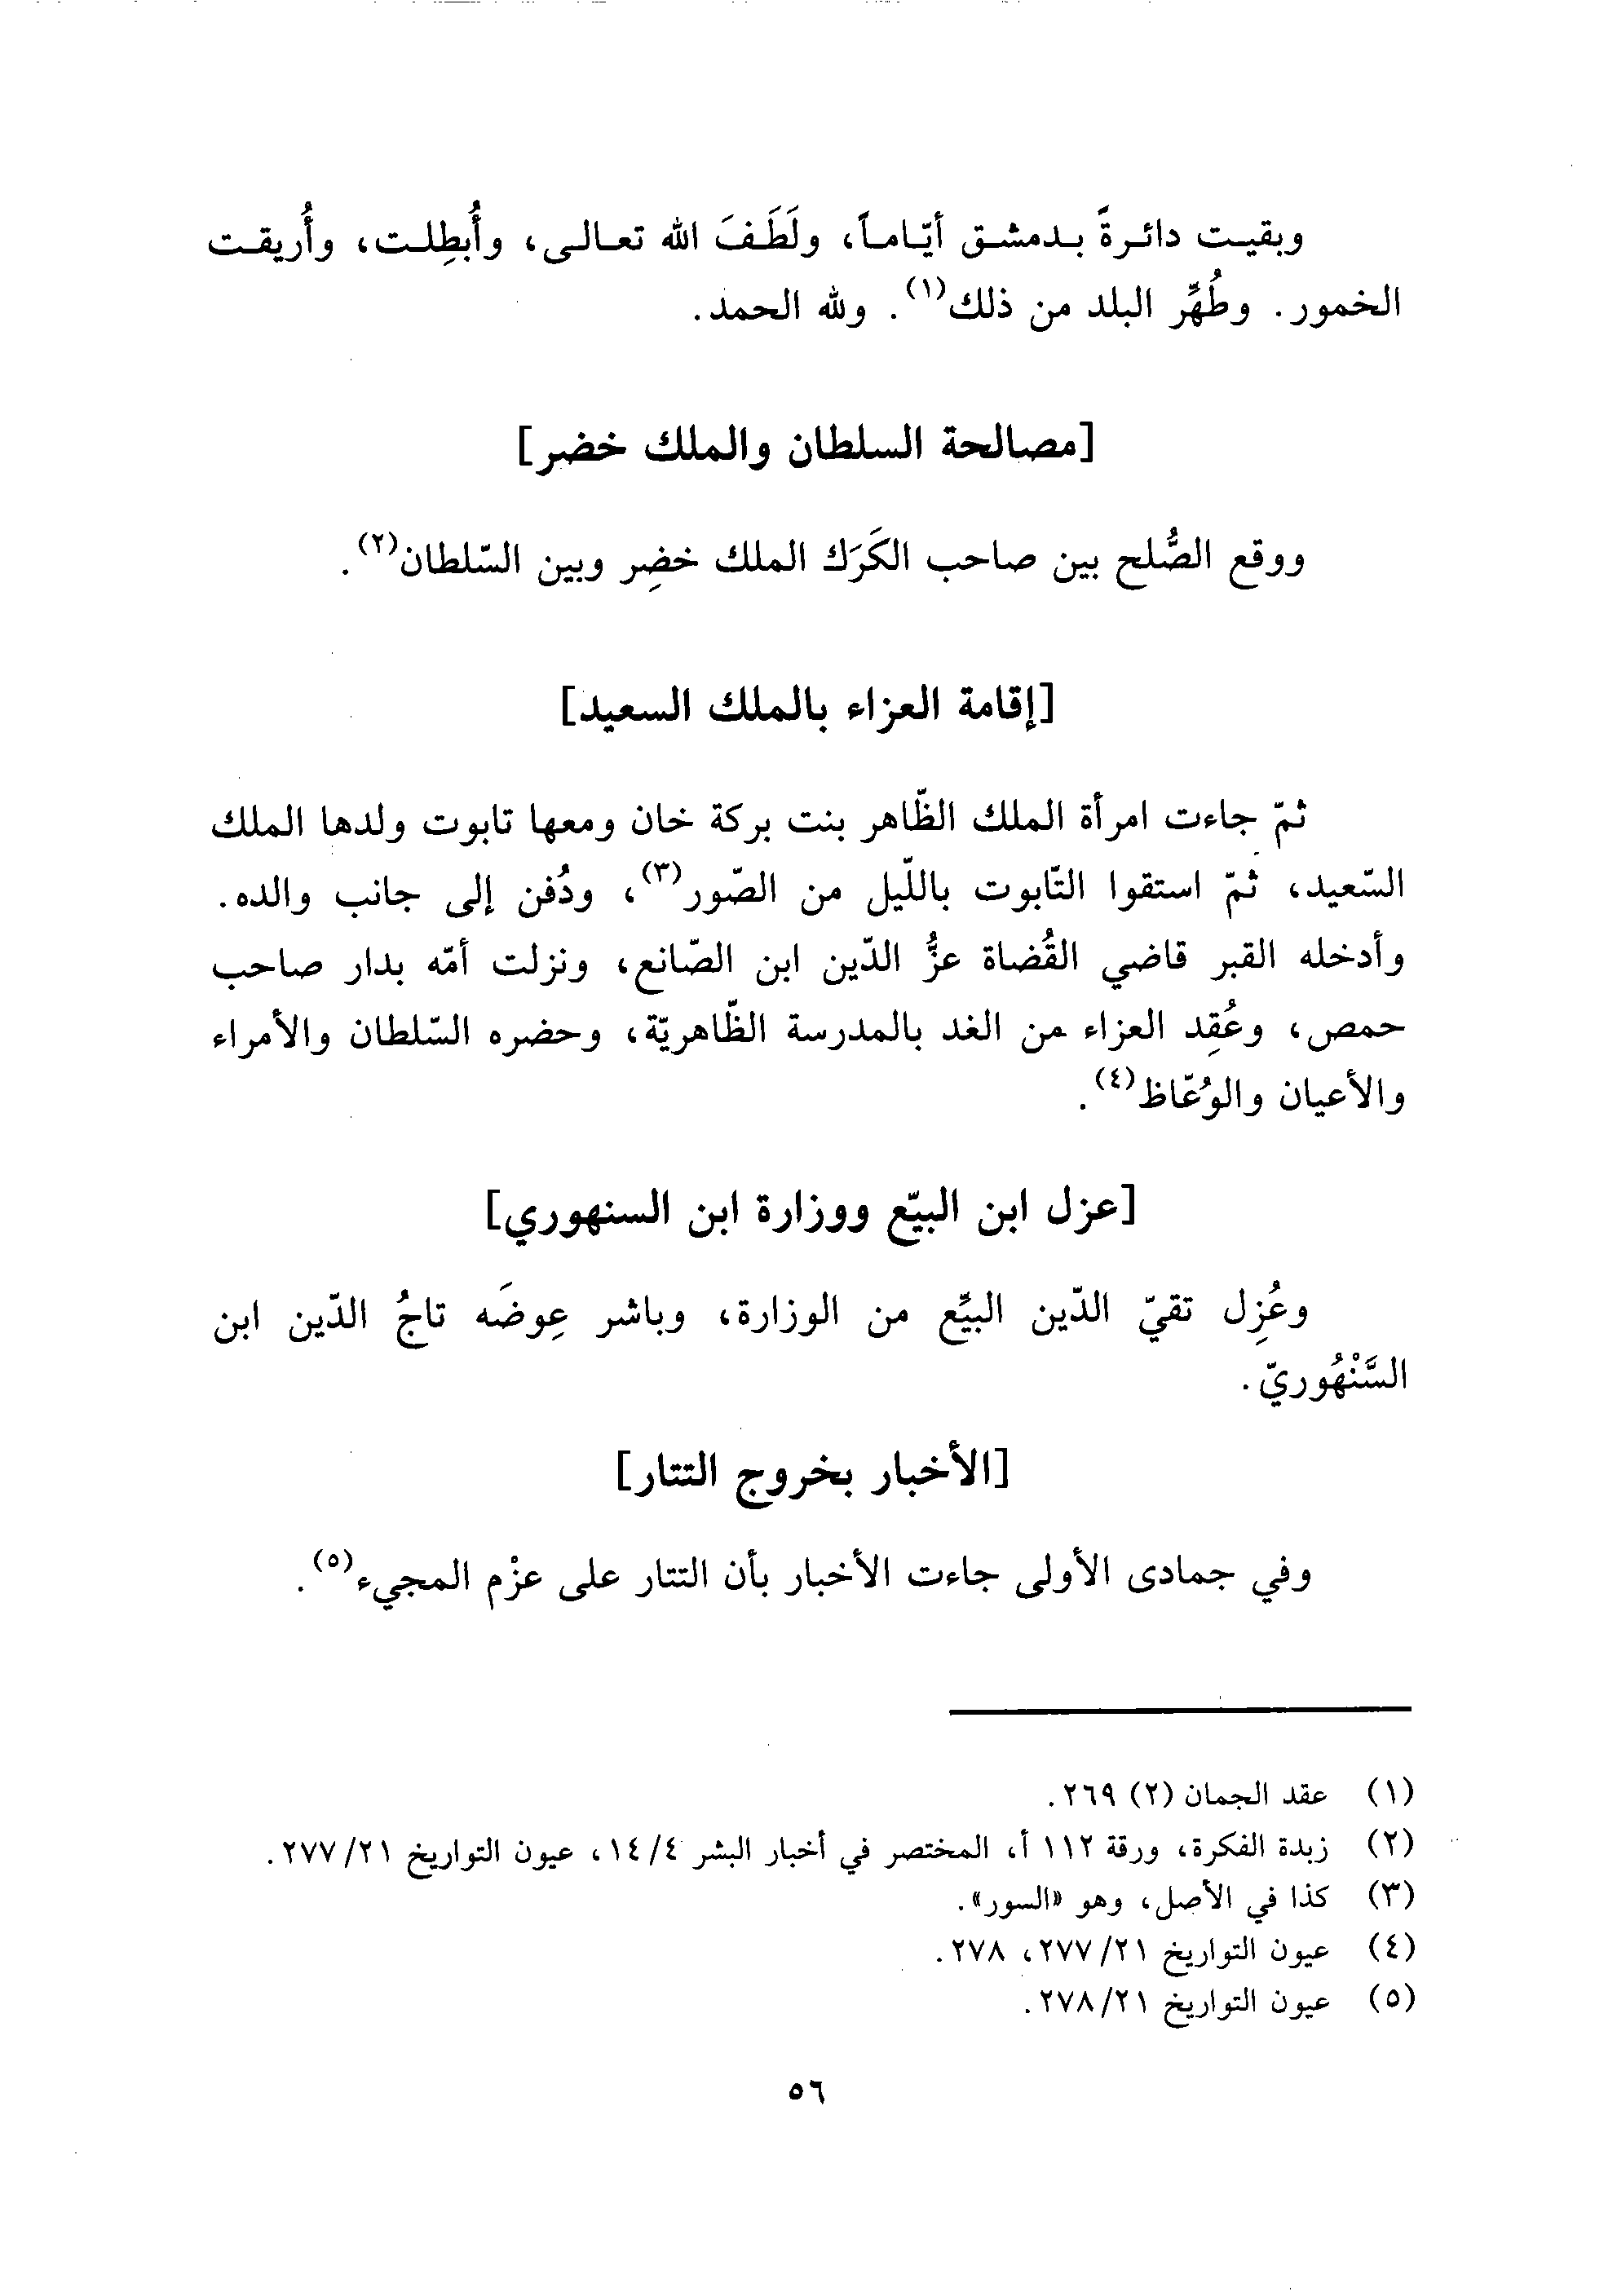 وبقيت دائرةً بدمشق أيّاماً، ولَطَفَ الله تعالى، وأُبطِلت، وأُريقت
الخمور. وطُهِّر البلد من ذلك(١). ولله الحمد.
[مصالحة السلطان والملك خضر]
ووقع الصُّلح بين صاحب الكَرَك الملك خضِر وبين السّلطان(٢).
[إقامة العزاء بالملك السعيد]
ثمّ جاءت امرأة الملك الظّاهر بنت بركة خان ومعها تابوت ولدها الملك
السّعيد، ثمّ استقوا التّابوت باللّيل من الصّور(٣)، ودُفن إلى جانب والده.
وأدخله القبر قاضي القُضاة عزُّ الدّين ابن الصّانع، ونزلت أمّه بدار صاحب
حمص، وعُقِد العزاء من الغد بالمدرسة الظّاهريّة، وحضره السّلطان والأمراء
والأعيان والوُعّاظ(٤).
[عزل ابن البيّع ووزارة ابن السنهوري]
وعُزِل تقيّ الدّين البيِّع من الوزارة، وباشر عِوضَه تاجُ الدّين ابن
السَّنْهُوريّ.
[الأخبار بخروج التتار]
وفي جمادى الأولى جاءت الأخبار بأن التتار على عزْم المجيء(٥).
(١) عقد الجمان (٢) ٢٦٩.
(٢) زبدة الفكرة، ورقة ١١٢ أ، المختصر في أخبار البشر ١٤/٤، عيون التواريخ ٢٧٧/٢١.
(٣) كذا في الأصل، وهو «السور».
(٤) عيون التواريخ ٢٧٧/٢١، ٢٧٨.
(٥) عيون التواريخ ٢٧٨/٢١.
٥٦